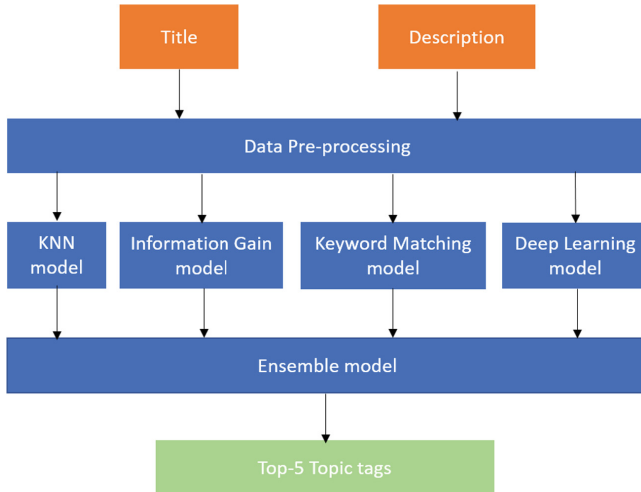 Title
Description
Data Pre-processing
KNN
model
Information Gain
model
Keyword Matching
model
Deep Learning
model
Ensemble model
Top-5 Topic tags